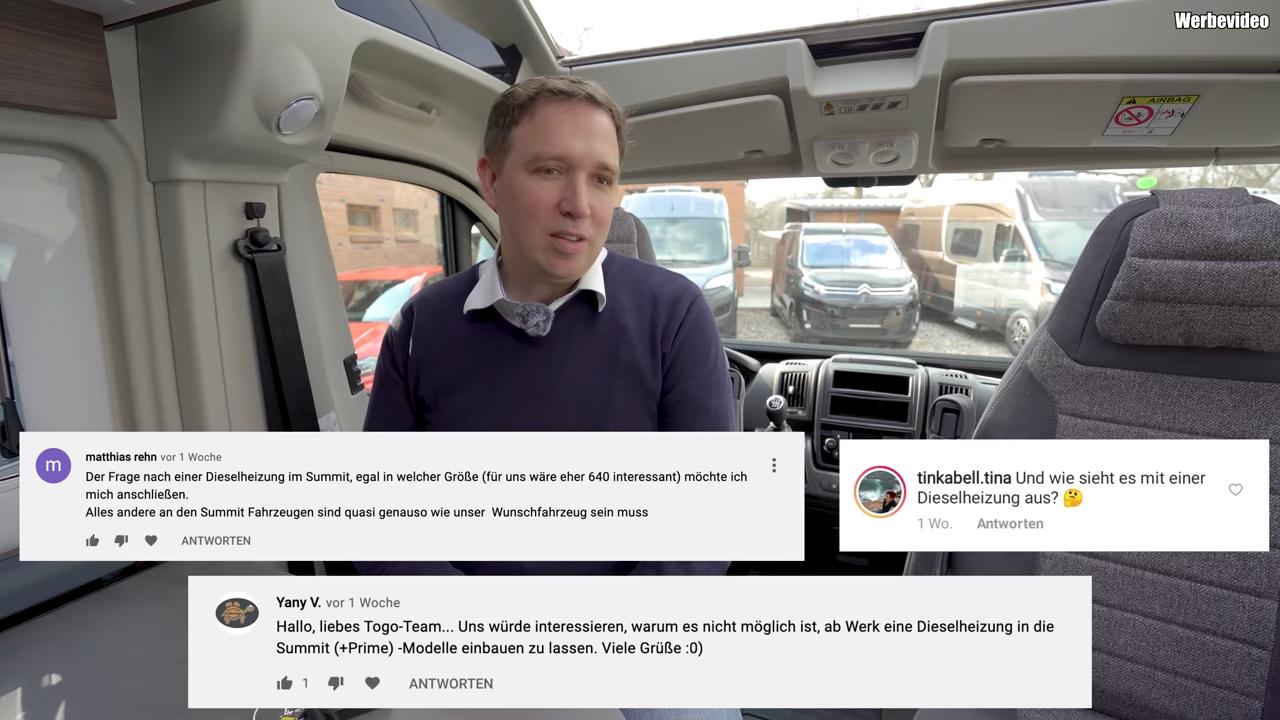 Werbevideo
AIRBAG
m
matthias rehn vor 1 Woche
Der Frage nach einer Dieselheizung im Summit, egal in welcher Größe (für uns wäre eher 640 interessant) möchte ich
mich anschließen.
Alles andere an den Summit Fahrzeugen sind quasi genauso wie unser Wunschfahrzeug sein muss
ANTWORTEN
tinkabell.tina Und wie sieht es mit einer
Dieselheizung aus? 🤔
1 Wo. Antworten
Yany V. vor 1 Woche
Hallo, liebes Togo-Team... Uns würde interessieren, warum es nicht möglich ist, ab Werk eine Dieselheizung in die
Summit (+Prime) -Modelle einbauen zu lassen. Viele Grüße :0)
1 ANTWORTEN